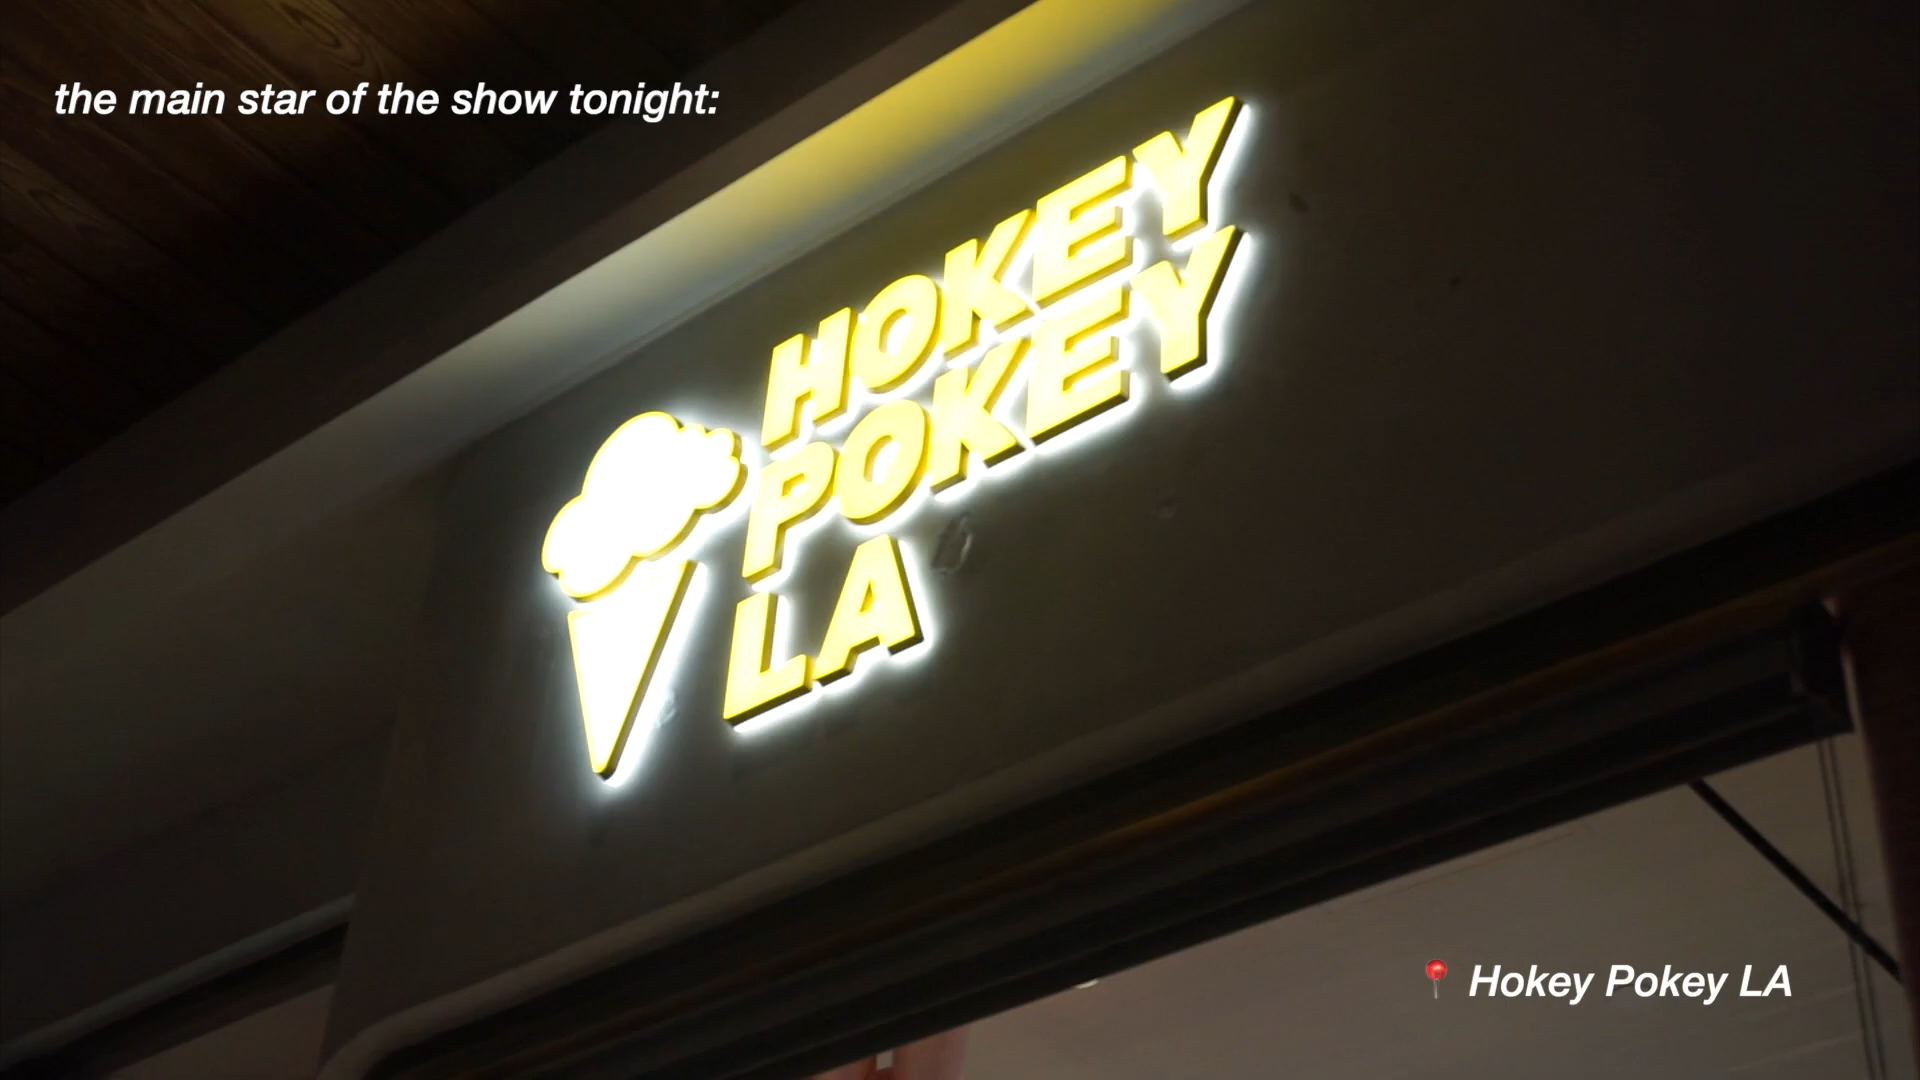 the main star of the show tonight:
HOKEY
POKEY
LA
📍 Hokey Pokey LA